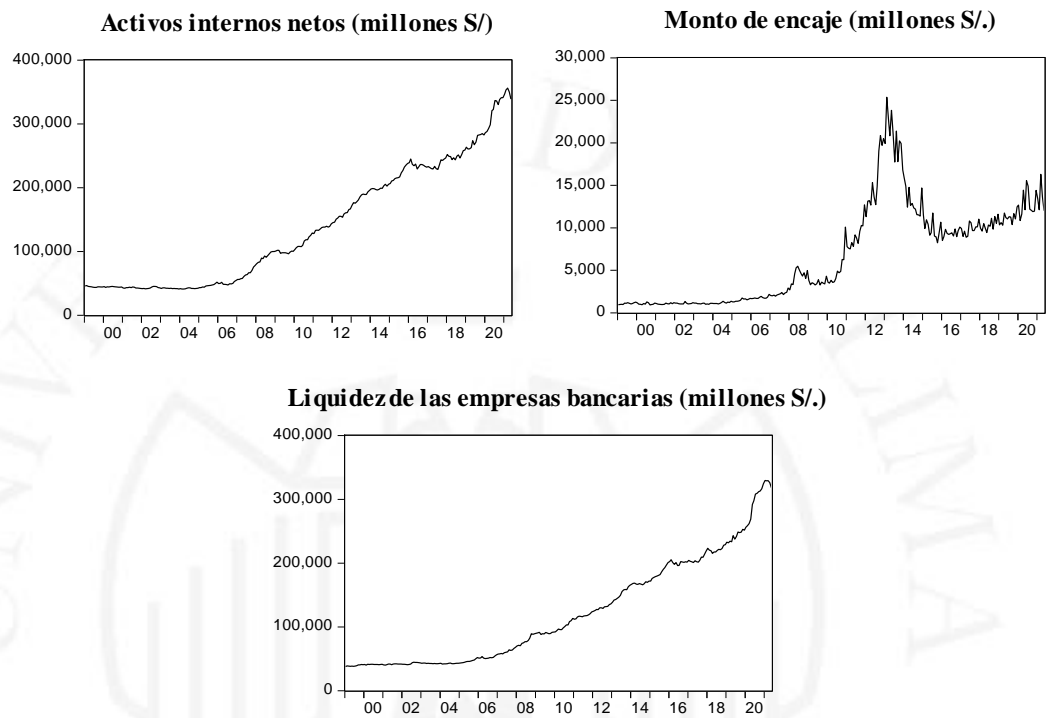 Activos internos netos (millones S/)
400,000
300,000
200,000
100,000
0
00 02 04 06 08 10 12 14 16 18 20
Monto de encaje (millones S/.)
30,000
25,000
20,000
15,000
10,000
5,000
0
00 02 04 06 08 10 12 14 16 18 20
Liquidez de las empresas bancarias (millones S/.)
400,000
300,000
200,000
100,000
0
00 02 04 06 08 10 12 14 16 18 20
LIMA